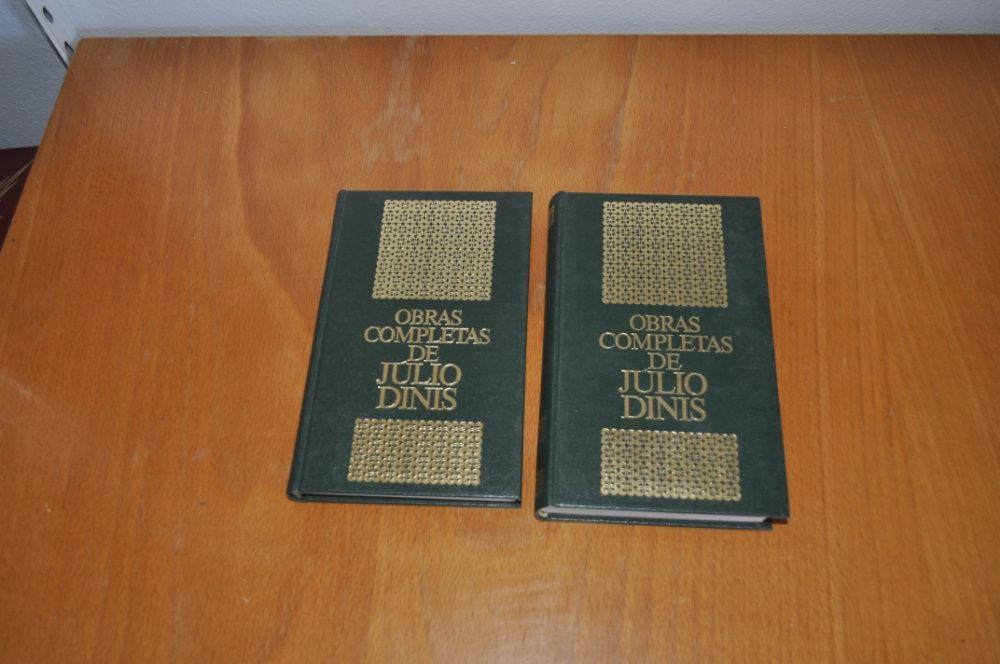 OBRAS
COMPLETAS
DE
JÚLIO
DINIS
OBRAS
COMPLETAS
DE
JÚLIO
DINIS